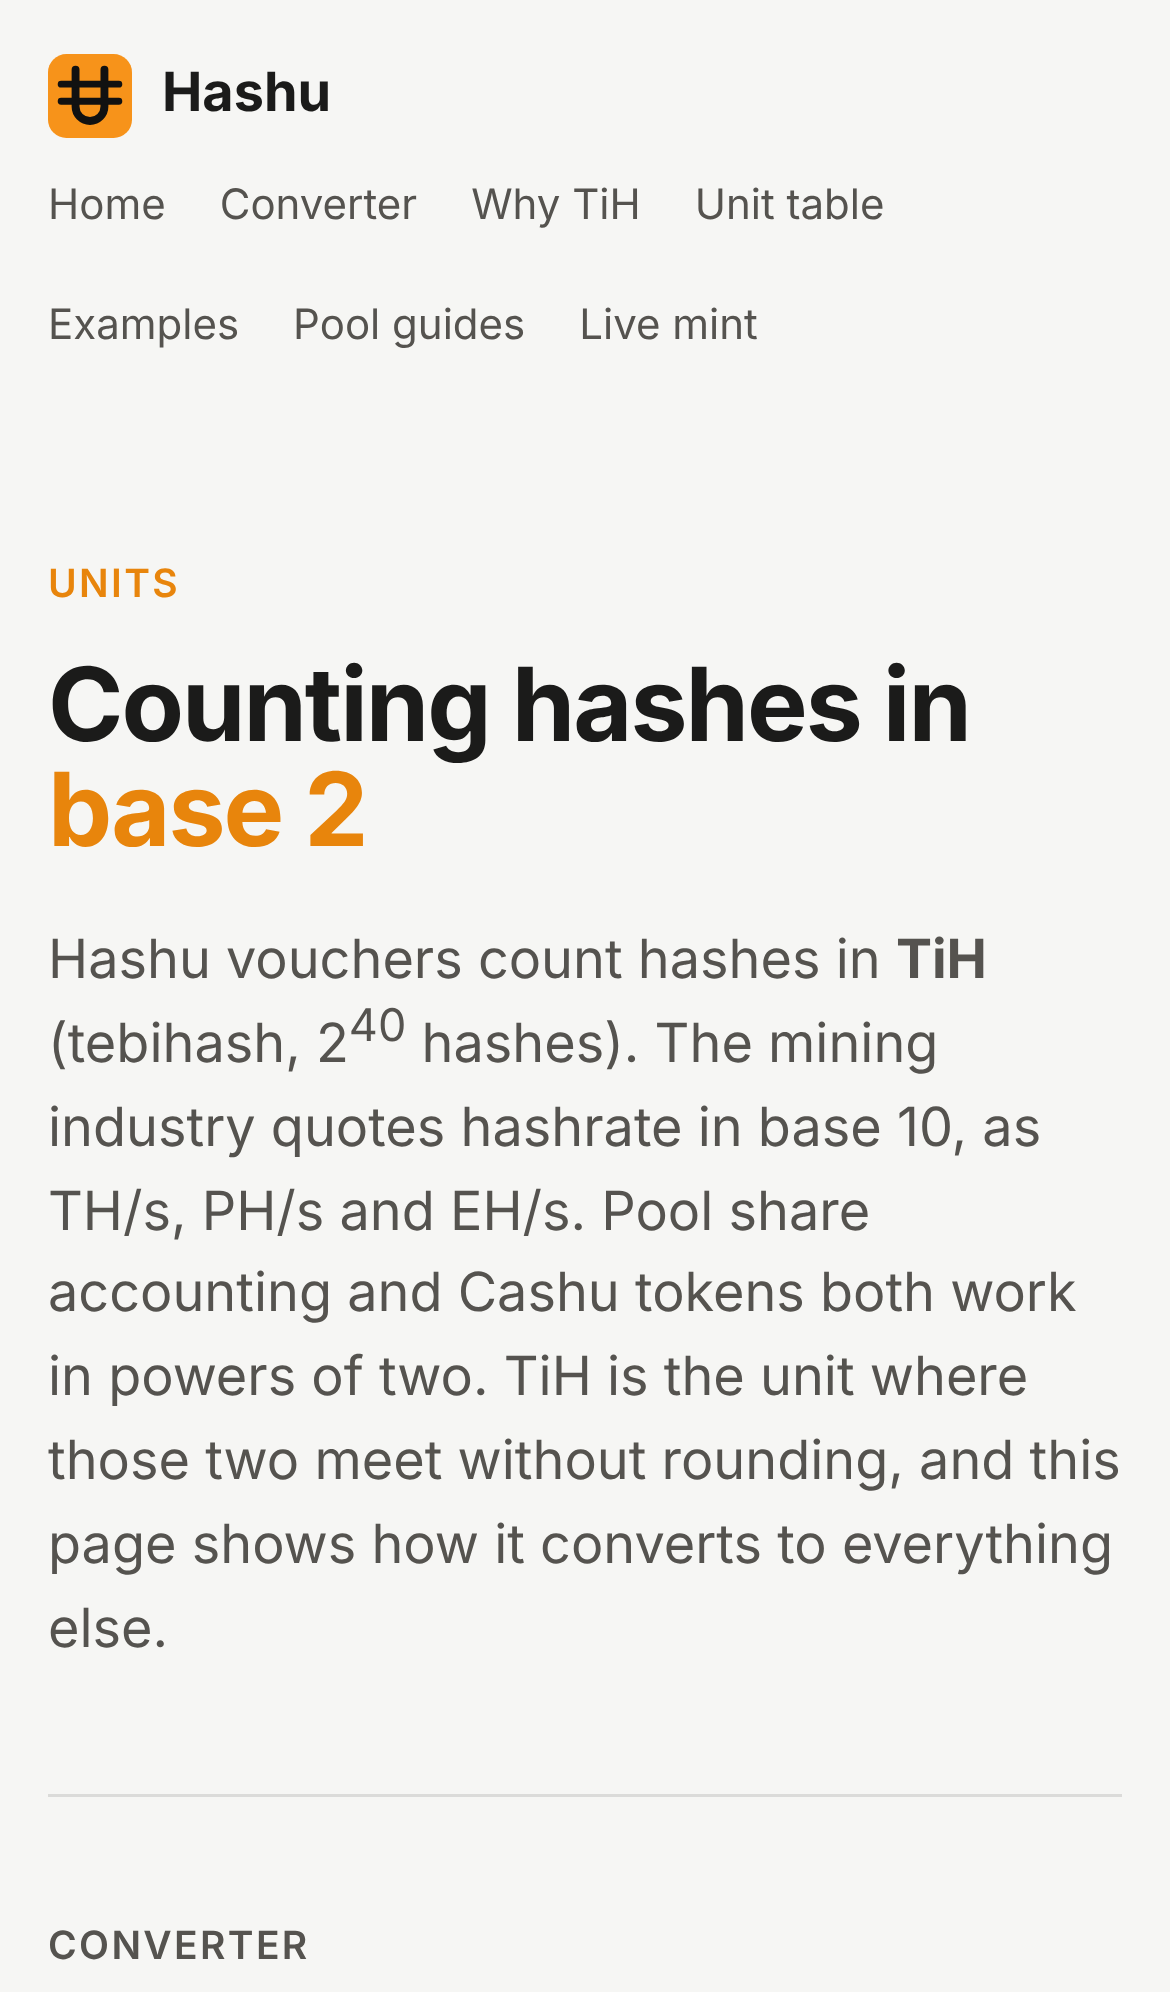 Hashu
Home Converter Why TiH Unit table
Examples Pool guides Live mint
UNITS
Counting hashes in
base 2
Hashu vouchers count hashes in TiH
(tebihash, 2⁴⁰ hashes). The mining
industry quotes hashrate in base 10, as
TH/s, PH/s and EH/s. Pool share
accounting and Cashu tokens both work
in powers of two. TiH is the unit where
those two meet without rounding, and this
page shows how it converts to everything
else.
CONVERTER